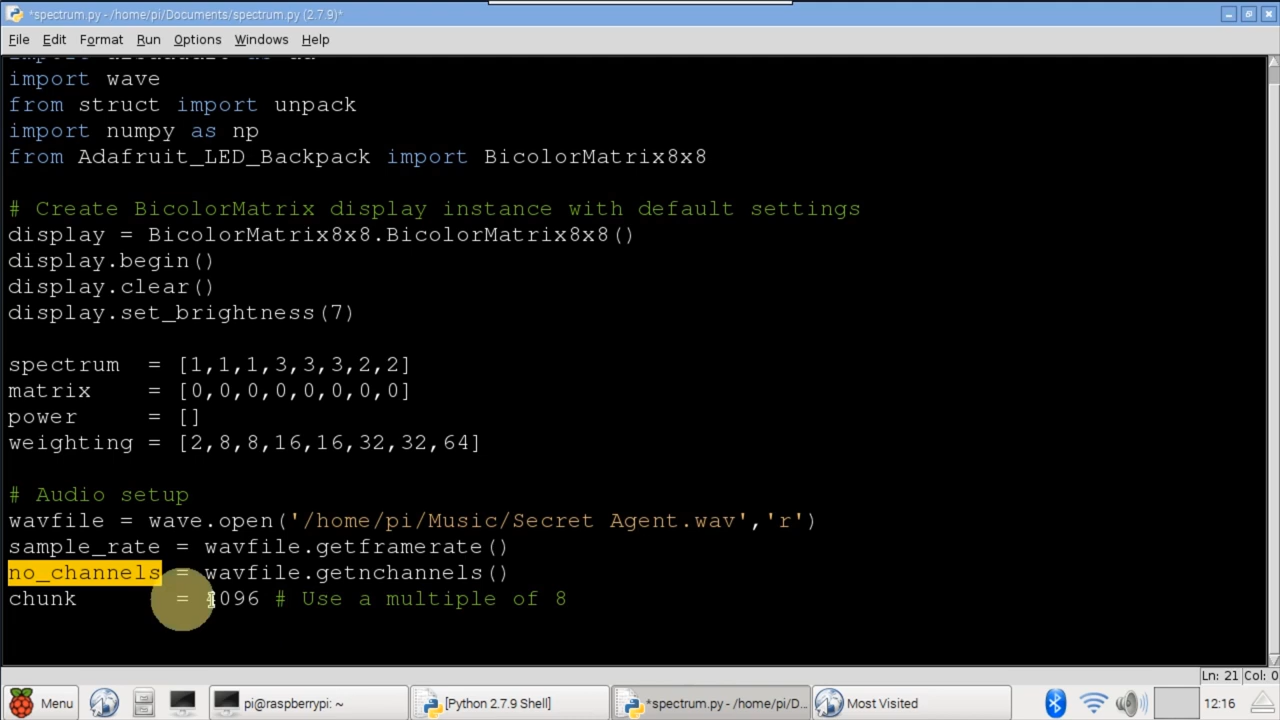 *spectrum.py - /home/pi/Documents/spectrum.py (2.7.9)*
File Edit Format Run Options Windows Help
import as
import wave
from struct import unpack
import numpy as np
from Adafruit_LED_Backpack import BicolorMatrix8x8
# Create BicolorMatrix display instance with default settings
display = BicolorMatrix8x8.BicolorMatrix8x8()
display.begin()
display.clear()
display.set_brightness(7)
spectrum = [1,1,1,3,3,3,2,2]
matrix = [0,0,0,0,0,0,0,0]
power = []
weighting = [2,8,8,16,16,32,32,64]
# Audio setup
wavfile = wave.open('/home/pi/Music/Secret Agent.wav','r')
sample_rate = wavfile.getframerate()
no_channels = wavfile.getnchannels()
chunk = 4096 # Use a multiple of 8
Ln: 21 Col: 0
Menu pi@raspberrypi: ~ [Python 2.7.9 Shell] *spectrum.py - /home/pi/D... Most Visited 12:16